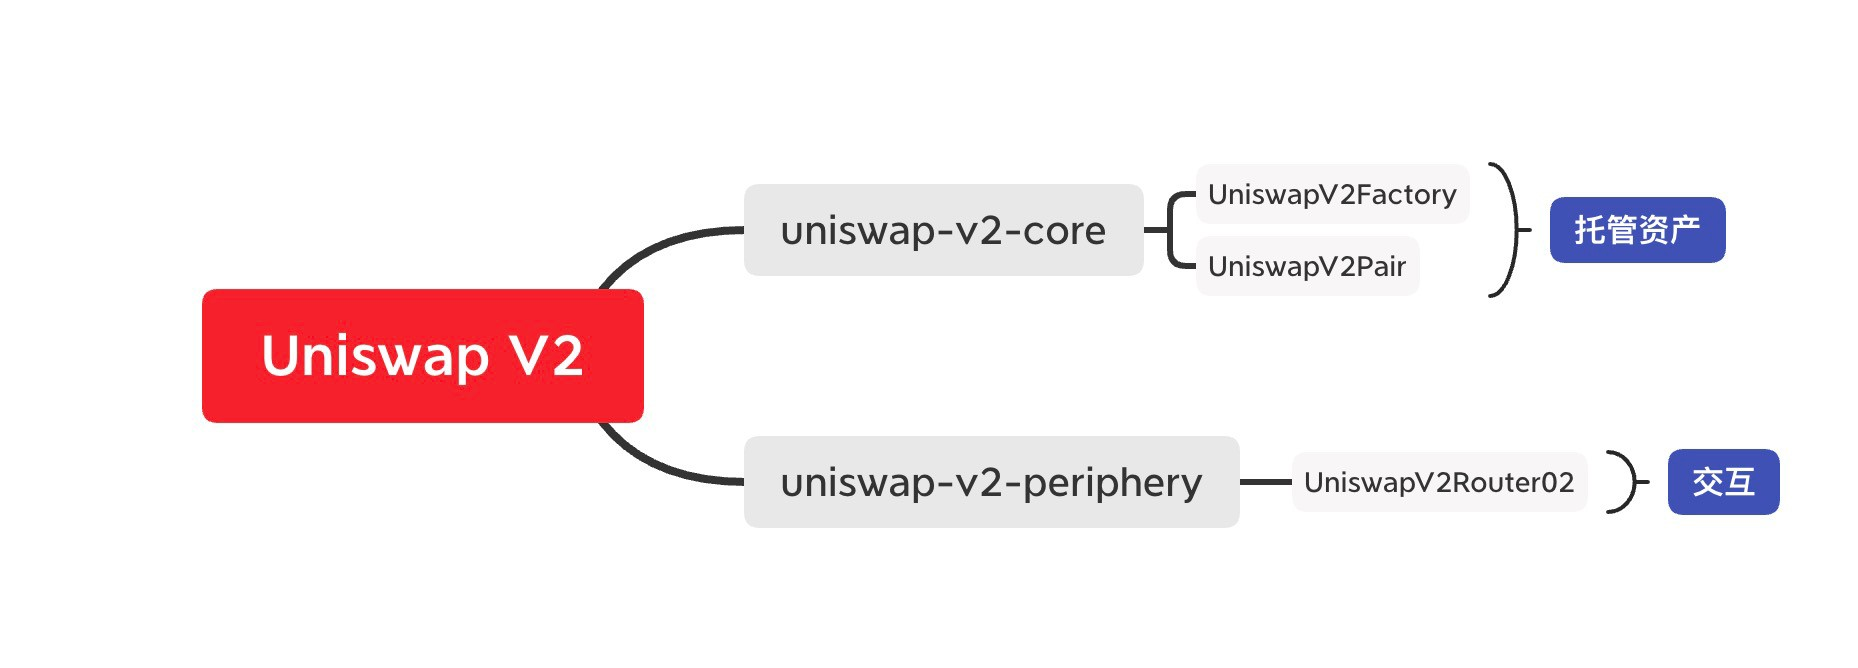 Uniswap V2
uniswap-v2-core
UniswapV2Factory
UniswapV2Pair
托管资产
uniswap-v2-periphery
UniswapV2Router02
交互